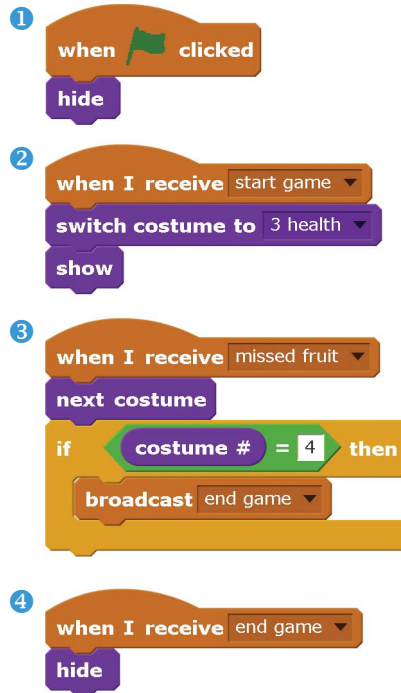 1
when clicked
hide
2
when I receive start game
switch costume to 3 health
show
3
when I receive missed fruit
next costume
if costume # = 4 then
broadcast end game
4
when I receive end game
hide